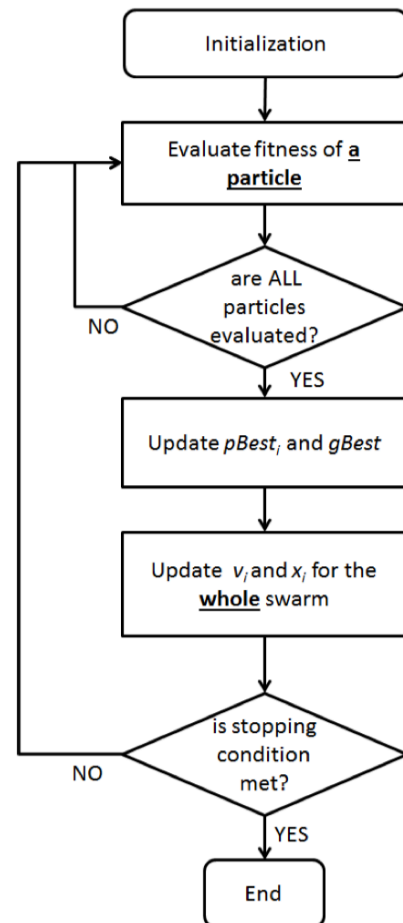 Initialization
Evaluate fitness of a
particle
are ALL
particles
evaluated?
NO
YES
Update pBestᵢ and gBest
Update vᵢ and xᵢ for the
whole swarm
is stopping
condition
met?
NO
YES
End